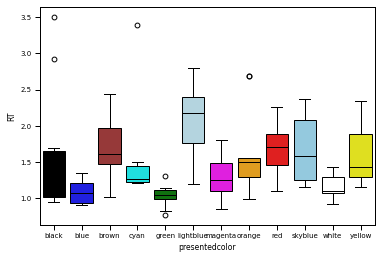 3.5
3.0
2.5
2.0
1.5
1.0
RT
black blue brown cyan green lightblue magenta orange red skyblue white yellow
presentedcolor